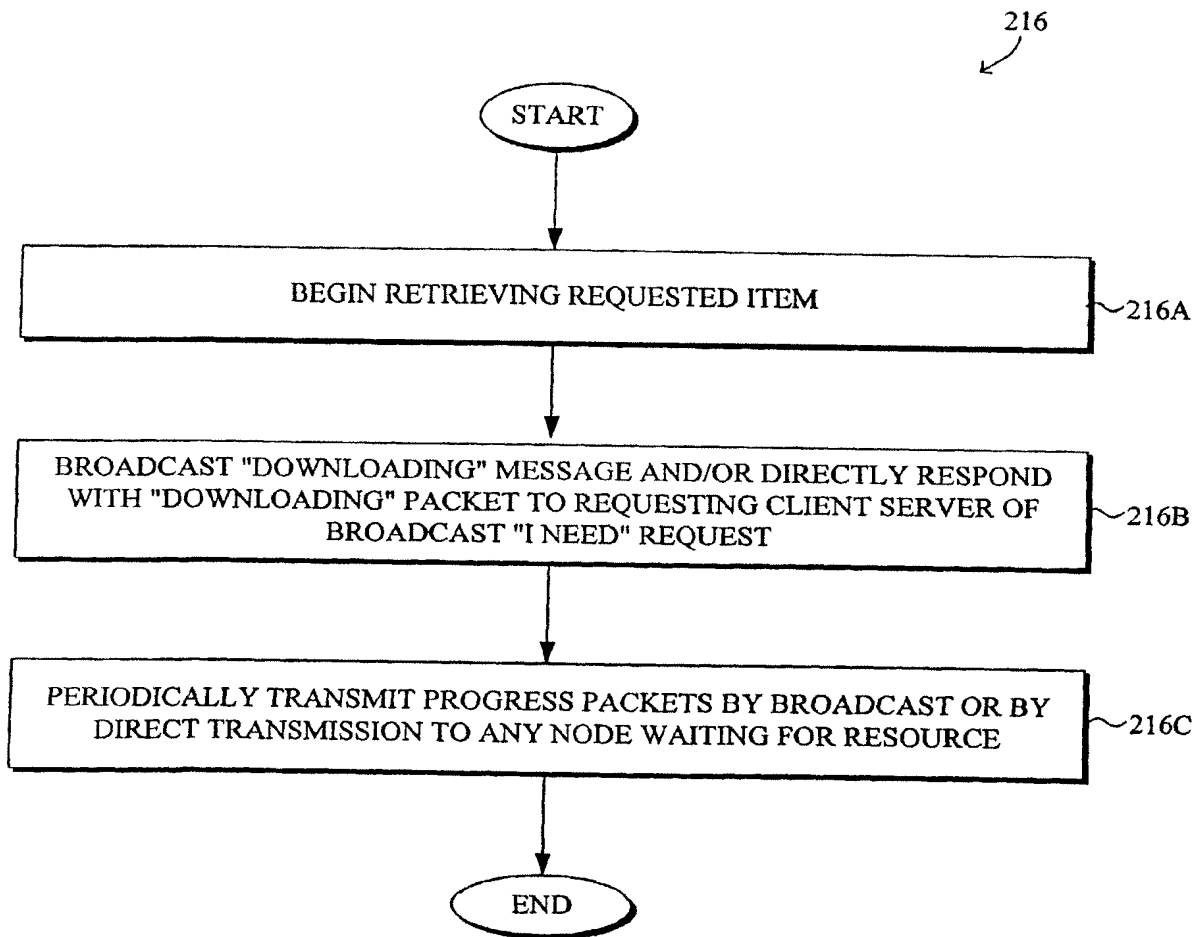 216
START
BEGIN RETRIEVING REQUESTED ITEM
216A
BROADCAST "DOWNLOADING" MESSAGE AND/OR DIRECTLY RESPOND
WITH "DOWNLOADING" PACKET TO REQUESTING CLIENT SERVER OF
BROADCAST "I NEED" REQUEST
216B
PERIODICALLY TRANSMIT PROGRESS PACKETS BY BROADCAST OR BY
DIRECT TRANSMISSION TO ANY NODE WAITING FOR RESOURCE
216C
END